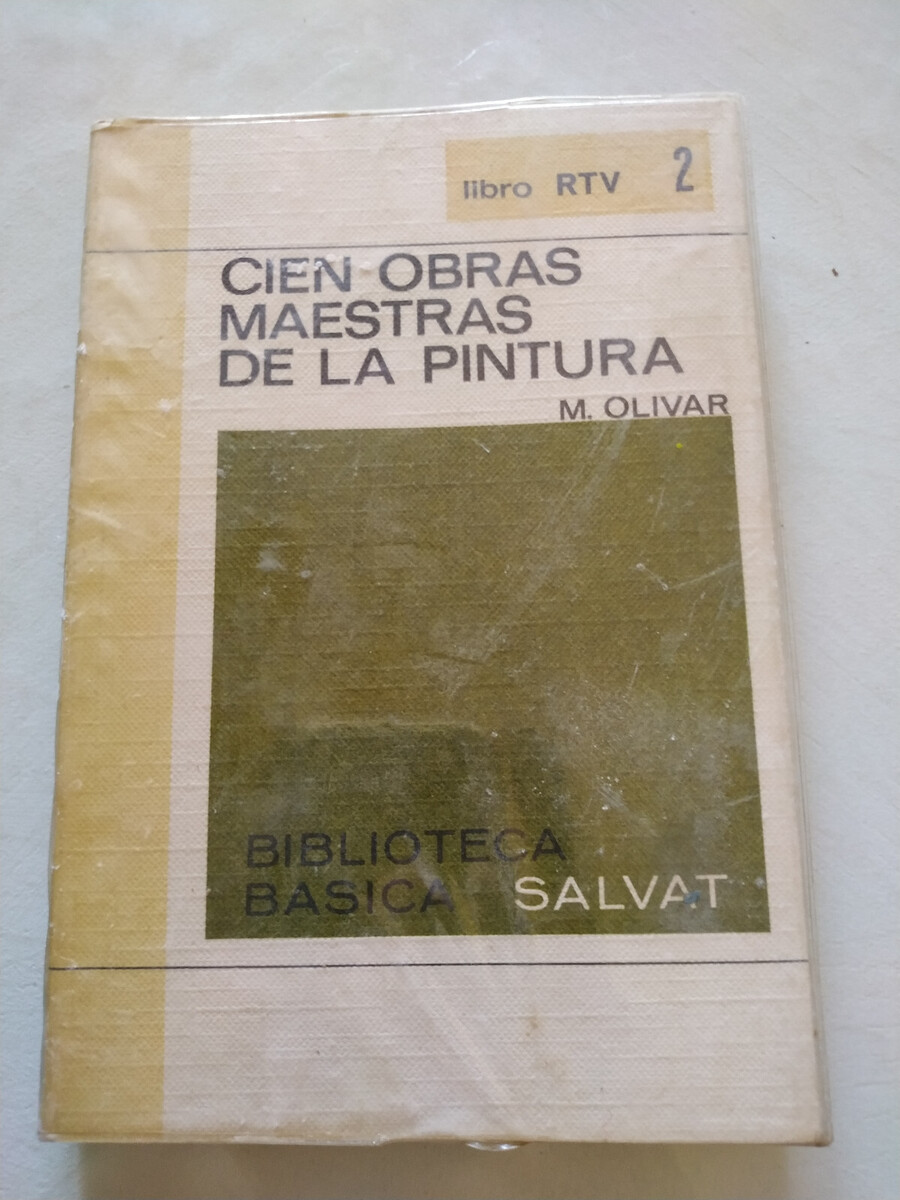 libro RTV 2
CIEN OBRAS
MAESTRAS
DE LA PINTURA
M. OLIVAR
BIBLIOTECA
BASICA SALVAT